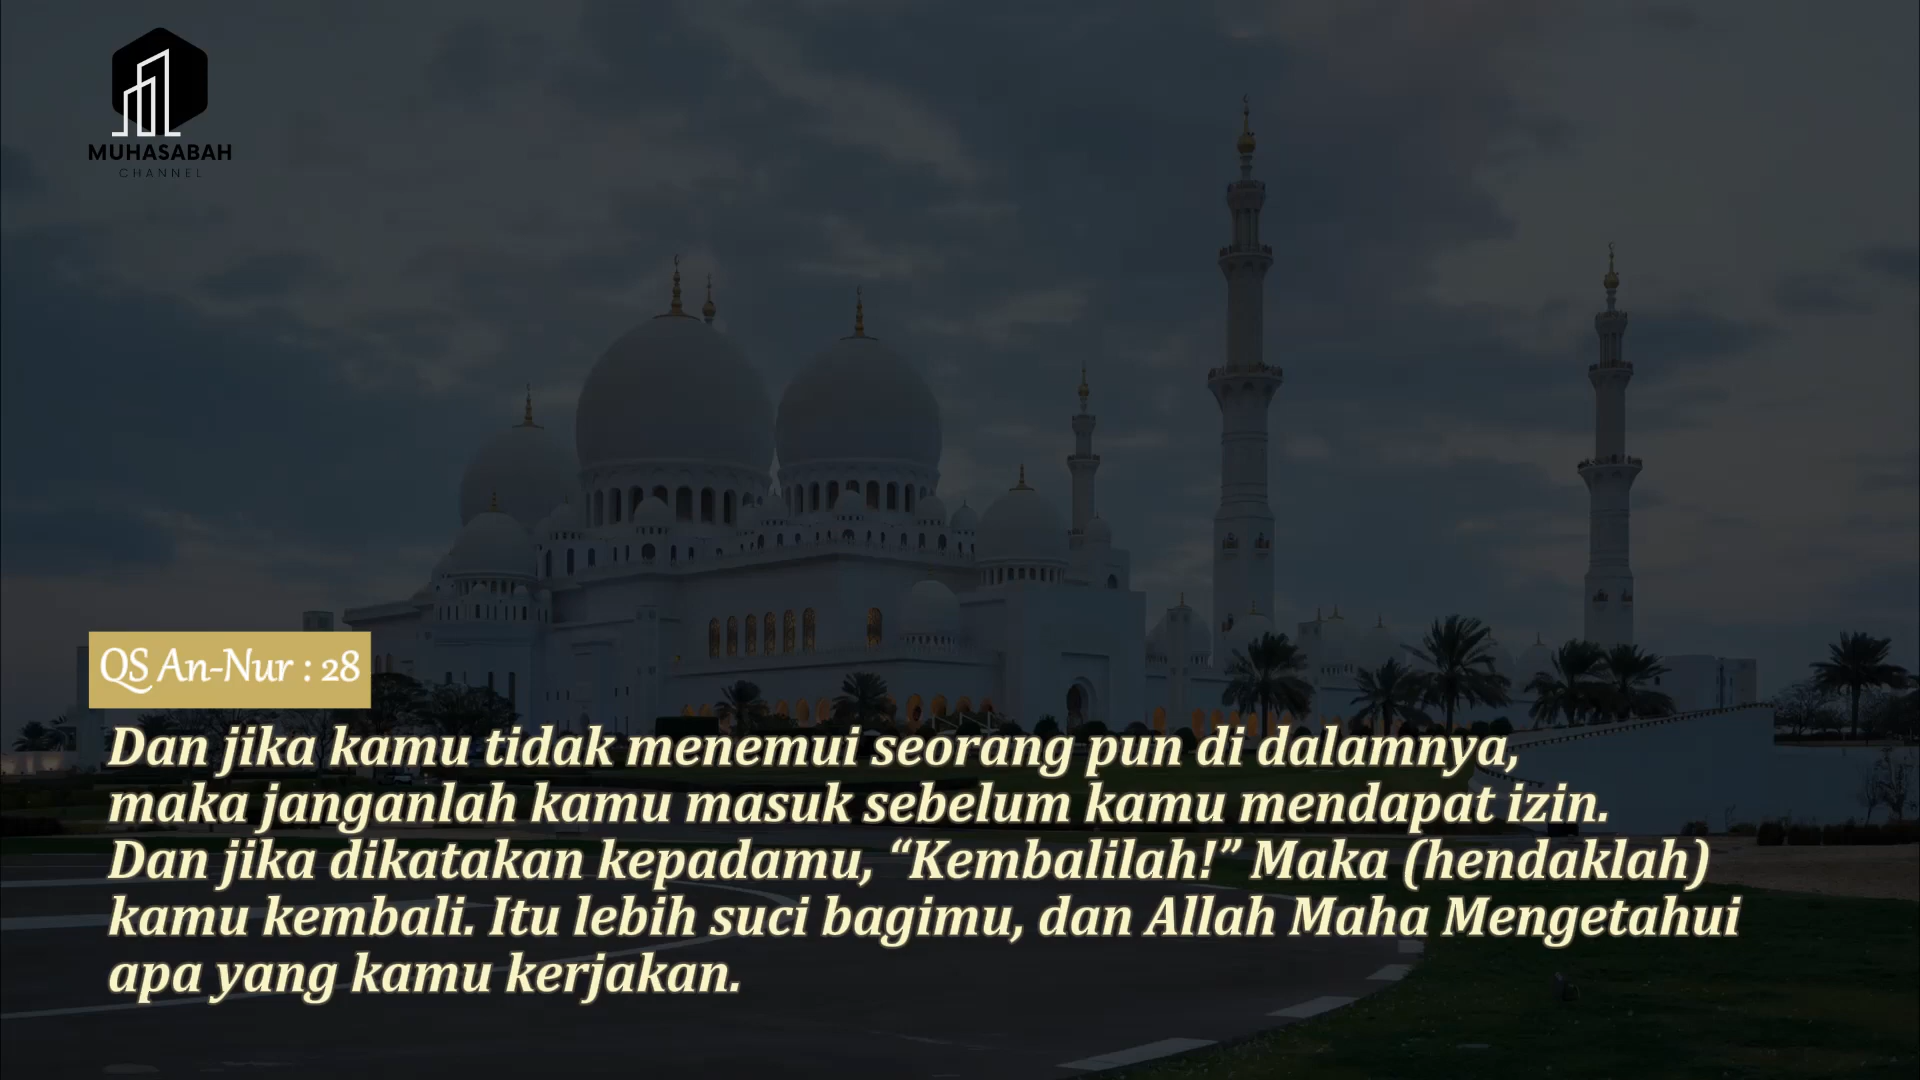 MUHASABAH
CHANNEL
QS An-Nur : 28
Dan jika kamu tidak menemui seorang pun di dalamnya,
maka janganlah kamu masuk sebelum kamu mendapat izin.
Dan jika dikatakan kepadamu, “Kembalilah!” Maka (hendaklah)
kamu kembali. Itu lebih suci bagimu, dan Allah Maha Mengetahui
apa yang kamu kerjakan.